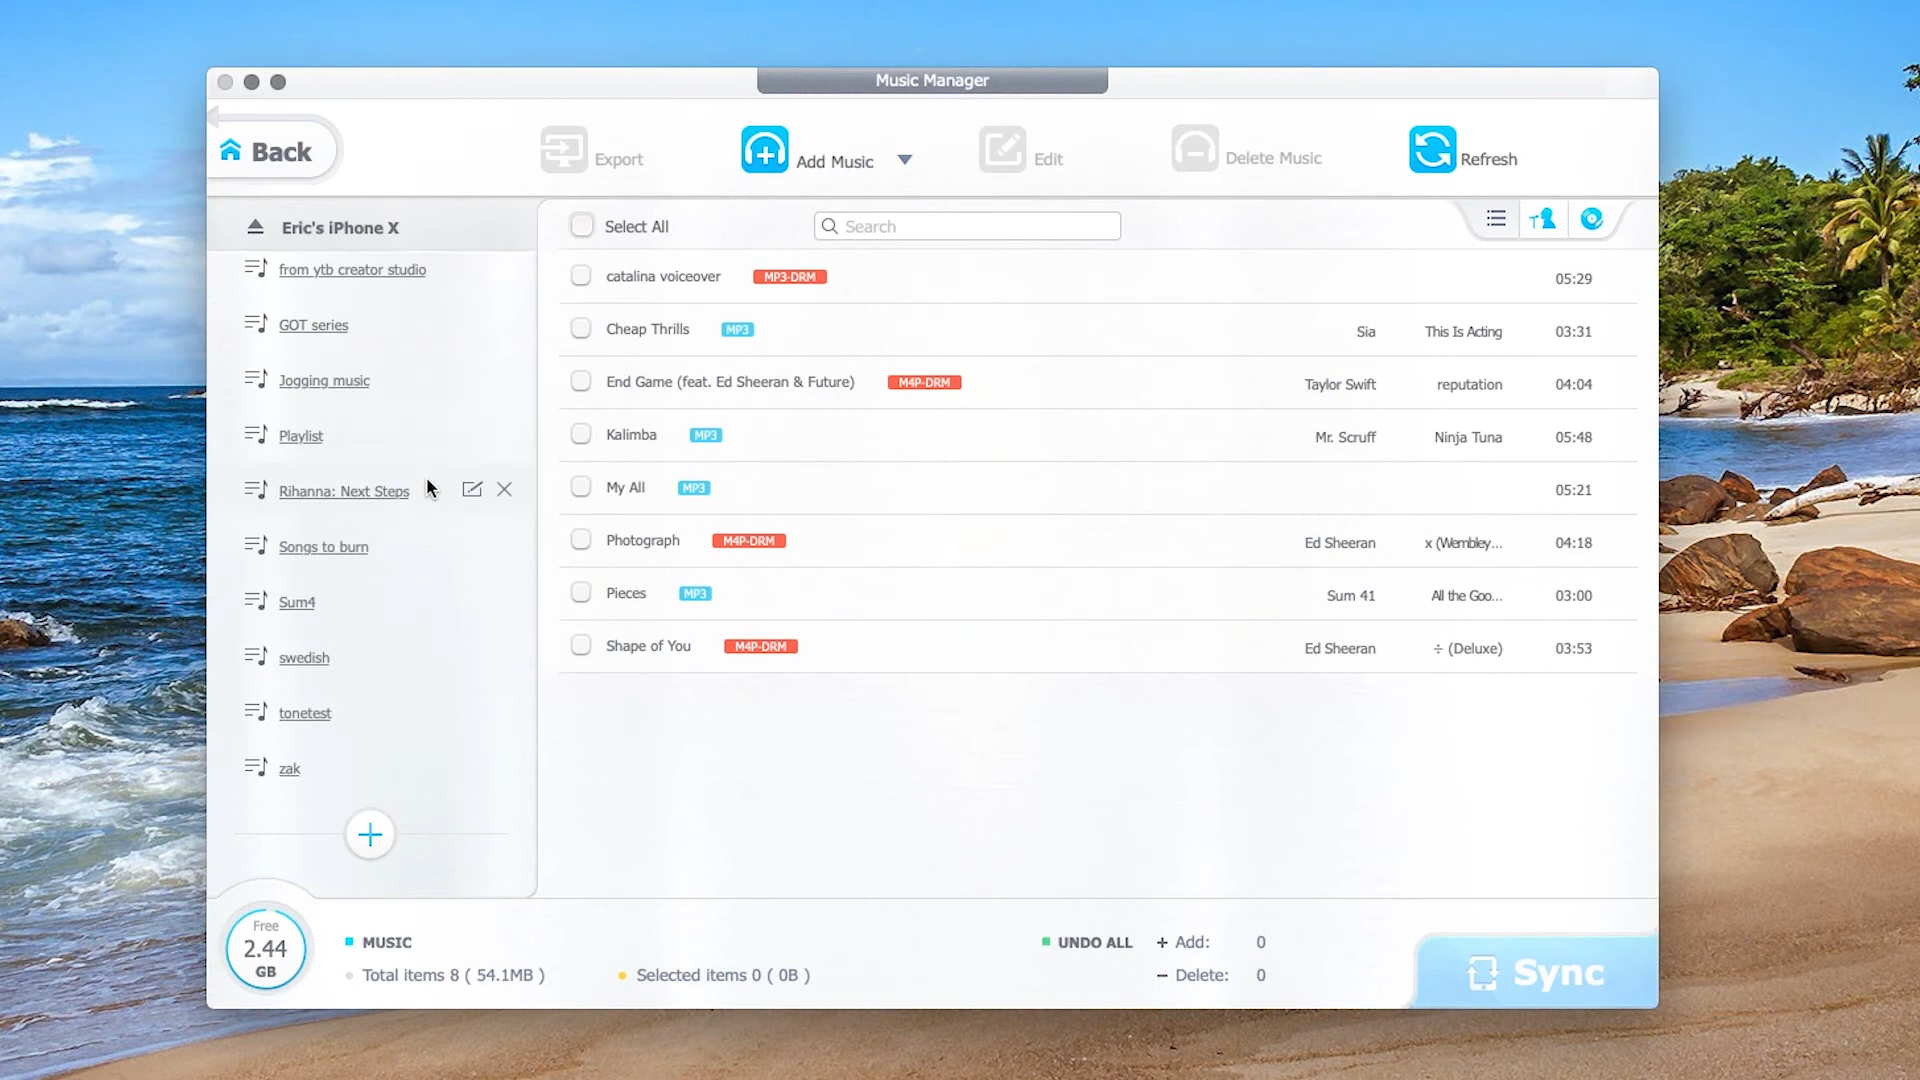 Music Manager
Back
Export
Add Music
Edit
Delete Music
Refresh
Eric's iPhone X
from ytb creator studio
GOT series
Jogging music
Playlist
Rihanna: Next Steps
Songs to burn
Sum4
swedish
tonetest
zak
Select All
Search
catalina voiceover MP3-DRM 05:29
Cheap Thrills MP3 Sia This Is Acting 03:31
End Game (feat. Ed Sheeran & Future) M4P-DRM Taylor Swift reputation 04:04
Kalimba MP3 Mr. Scruff Ninja Tuna 05:48
My All MP3 05:21
Photograph M4P-DRM Ed Sheeran x (Wembley... 04:18
Pieces MP3 Sum 41 All the Goo... 03:00
Shape of You M4P-DRM Ed Sheeran ÷ (Deluxe) 03:53
Free
2.44
GB
MUSIC
Total items 8 ( 54.1MB )
Selected items 0 ( 0B )
UNDO ALL
+ Add: 0
− Delete: 0
Sync